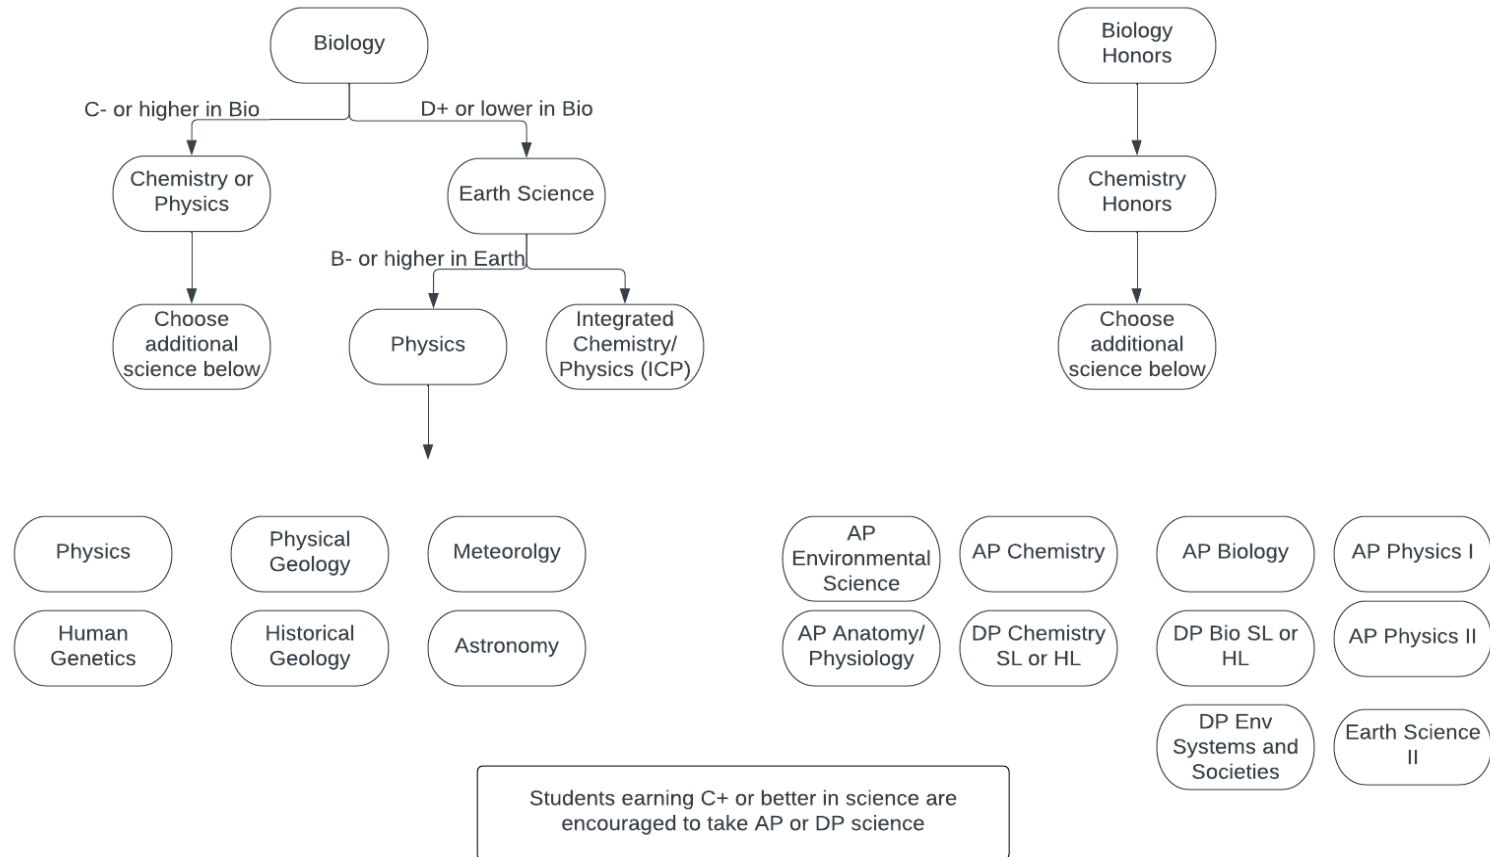 Biology
Biology
Honors
C- or higher in Bio
D+ or lower in Bio
Chemistry or
Physics
Earth Science
Chemistry
Honors
B- or higher in Earth
Choose
additional
science below
Physics
Integrated
Chemistry/
Physics (ICP)
Choose
additional
science below
Physics
Physical
Geology
Meteorolgy
AP
Environmental
Science
AP Chemistry
AP Biology
AP Physics I
Human
Genetics
Historical
Geology
Astronomy
AP Anatomy/
Physiology
DP Chemistry
SL or HL
DP Bio SL or
HL
AP Physics II
DP Env
Systems and
Societies
Earth Science
II
Students earning C+ or better in science are
encouraged to take AP or DP science